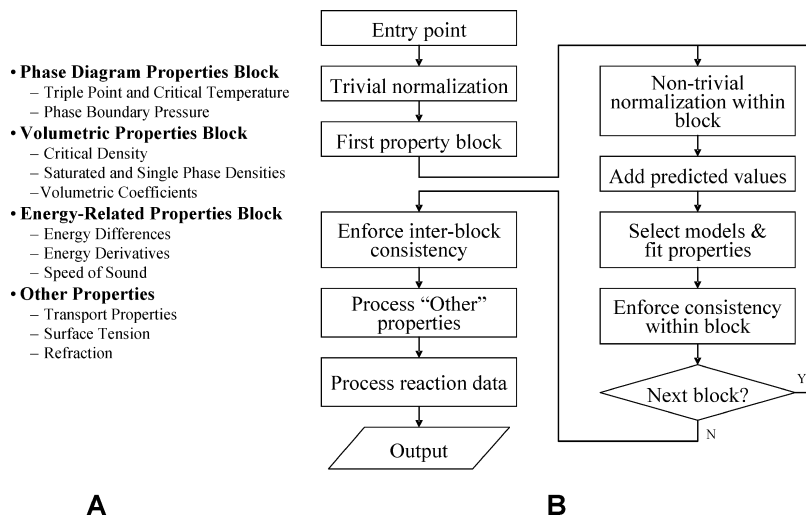 • Phase Diagram Properties Block
– Triple Point and Critical Temperature
– Phase Boundary Pressure
• Volumetric Properties Block
– Critical Density
– Saturated and Single Phase Densities
–Volumetric Coefficients
• Energy-Related Properties Block
– Energy Differences
– Energy Derivatives
– Speed of Sound
• Other Properties
– Transport Properties
– Surface Tension
– Refraction
A
Entry point
Trivial normalization
First property block
Enforce inter-block
consistency
Process “Other”
properties
Process reaction data
Output
Non-trivial
normalization within
block
Add predicted values
Select models &
fit properties
Enforce consistency
within block
Next block?
Y
N
B